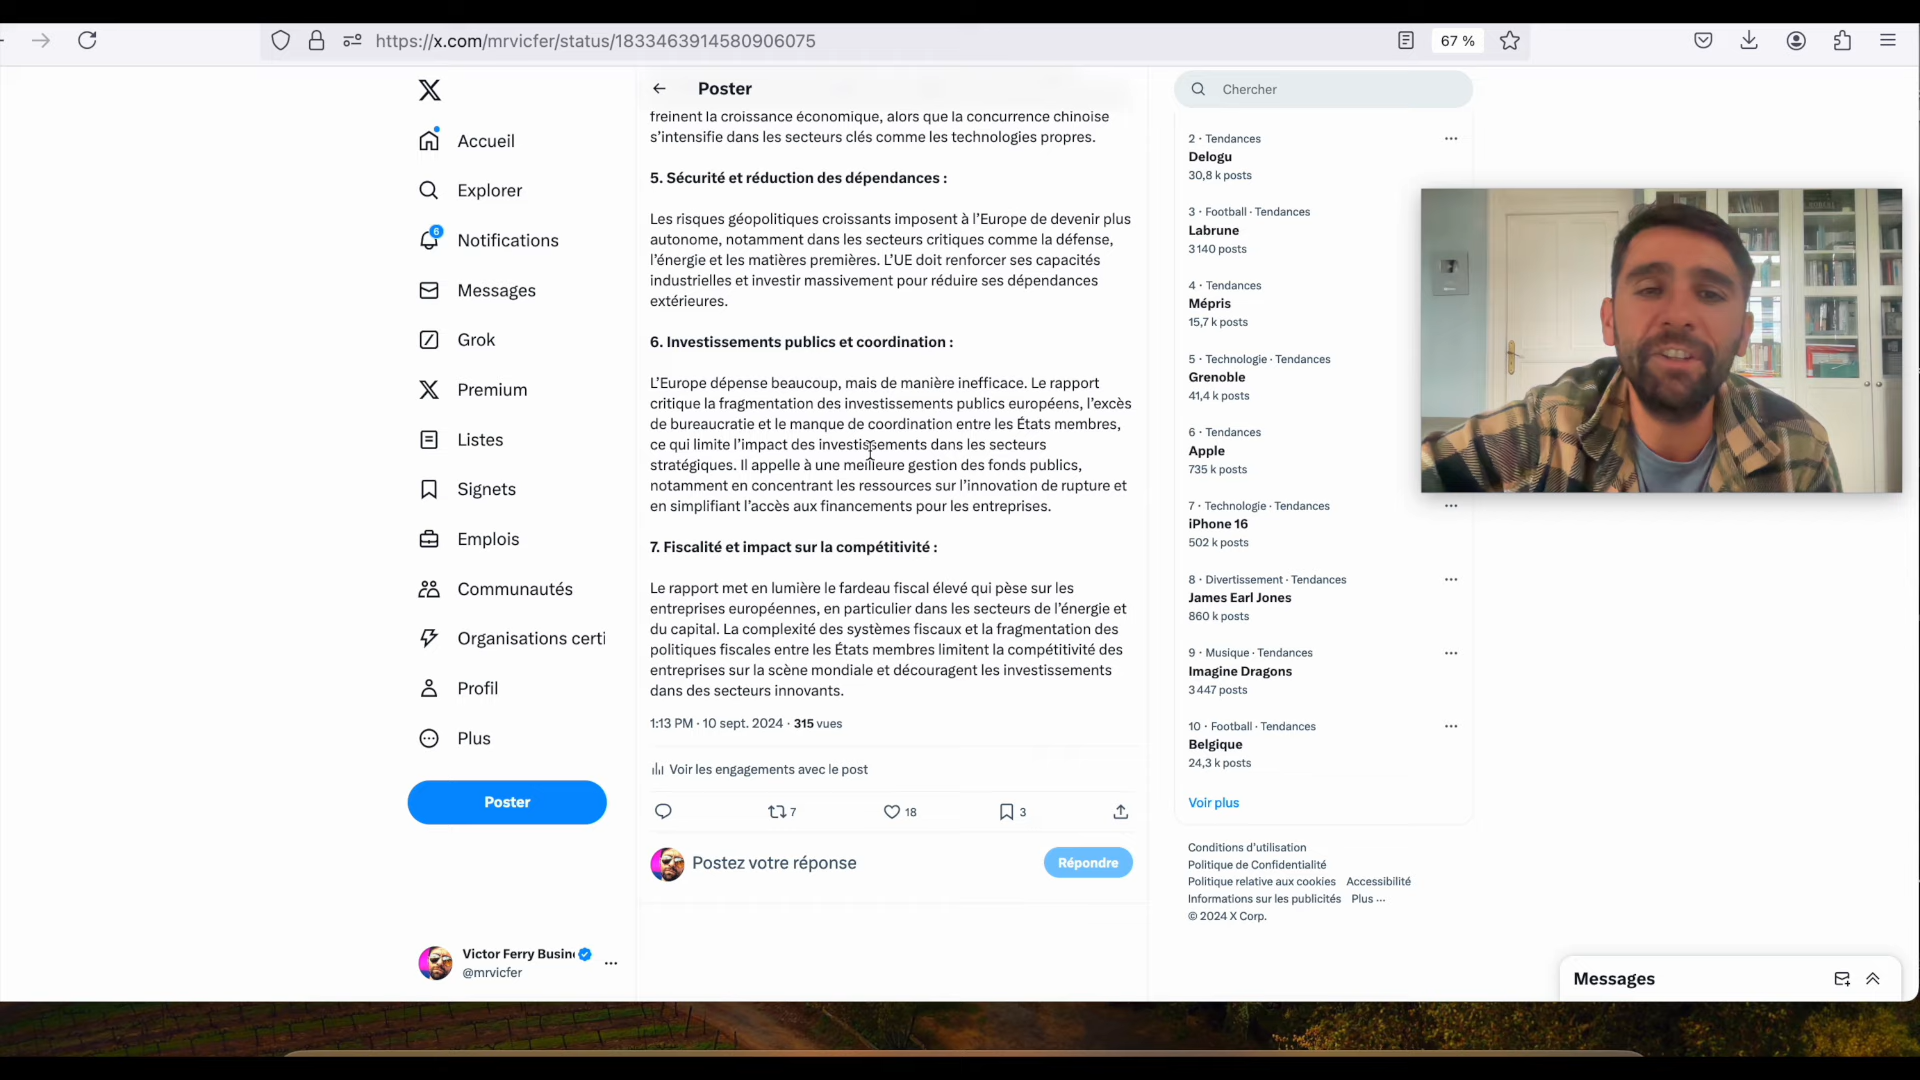 https://x.com/mrvicfer/status/1833463914580906075
67 %
Accueil
Explorer
6
Notifications
Messages
Grok
Premium
Listes
Signets
Emplois
Communautés
Organisations certi
Profil
Plus
Poster
Victor Ferry Busin
@mrvicfer
Poster
freinent la croissance économique, alors que la concurrence chinoise
s’intensifie dans les secteurs clés comme les technologies propres.
5. Sécurité et réduction des dépendances :
Les risques géopolitiques croissants imposent à l’Europe de devenir plus
autonome, notamment dans les secteurs critiques comme la défense,
l’énergie et les matières premières. L’UE doit renforcer ses capacités
industrielles et investir massivement pour réduire ses dépendances
extérieures.
6. Investissements publics et coordination :
L’Europe dépense beaucoup, mais de manière inefficace. Le rapport
critique la fragmentation des investissements publics européens, l’excès
de bureaucratie et le manque de coordination entre les États membres,
ce qui limite l’impact des investissements dans les secteurs
stratégiques. Il appelle à une meilleure gestion des fonds publics,
notamment en concentrant les ressources sur l’innovation de rupture et
en simplifiant l’accès aux financements pour les entreprises.
7. Fiscalité et impact sur la compétitivité :
Le rapport met en lumière le fardeau fiscal élevé qui pèse sur les
entreprises européennes, en particulier dans les secteurs de l’énergie et
du capital. La complexité des systèmes fiscaux et la fragmentation des
politiques fiscales entre les États membres limitent la compétitivité des
entreprises sur la scène mondiale et découragent les investissements
dans des secteurs innovants.
1:13 PM · 10 sept. 2024 · 315 vues
Voir les engagements avec le post
7
18
3
Postez votre réponse
Répondre
Chercher
2 · Tendances
Delogu
30,8 k posts
3 · Football · Tendances
Labrune
3 140 posts
4 · Tendances
Mépris
15,7 k posts
5 · Technologie · Tendances
Grenoble
41,4 k posts
6 · Tendances
Apple
735 k posts
7 · Technologie · Tendances
iPhone 16
502 k posts
8 · Divertissement · Tendances
James Earl Jones
860 k posts
9 · Musique · Tendances
Imagine Dragons
3 447 posts
10 · Football · Tendances
Belgique
24,3 k posts
Voir plus
Conditions d’utilisation
Politique de Confidentialité
Politique relative aux cookies Accessibilité
Informations sur les publicités Plus ···
© 2024 X Corp.
Messages